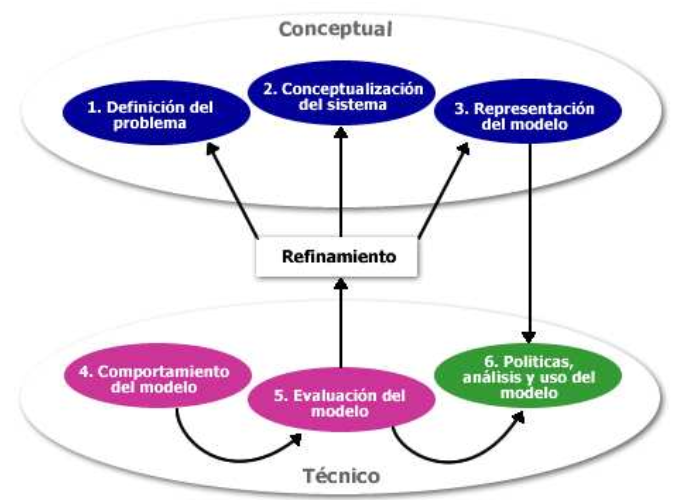 Conceptual
1. Definición del
problema
2. Conceptualización
del sistema
3. Representación
del modelo
Refinamiento
4. Comportamiento
del modelo
5. Evaluación del
modelo
6. Politicas,
análisis y uso del
modelo
Técnico